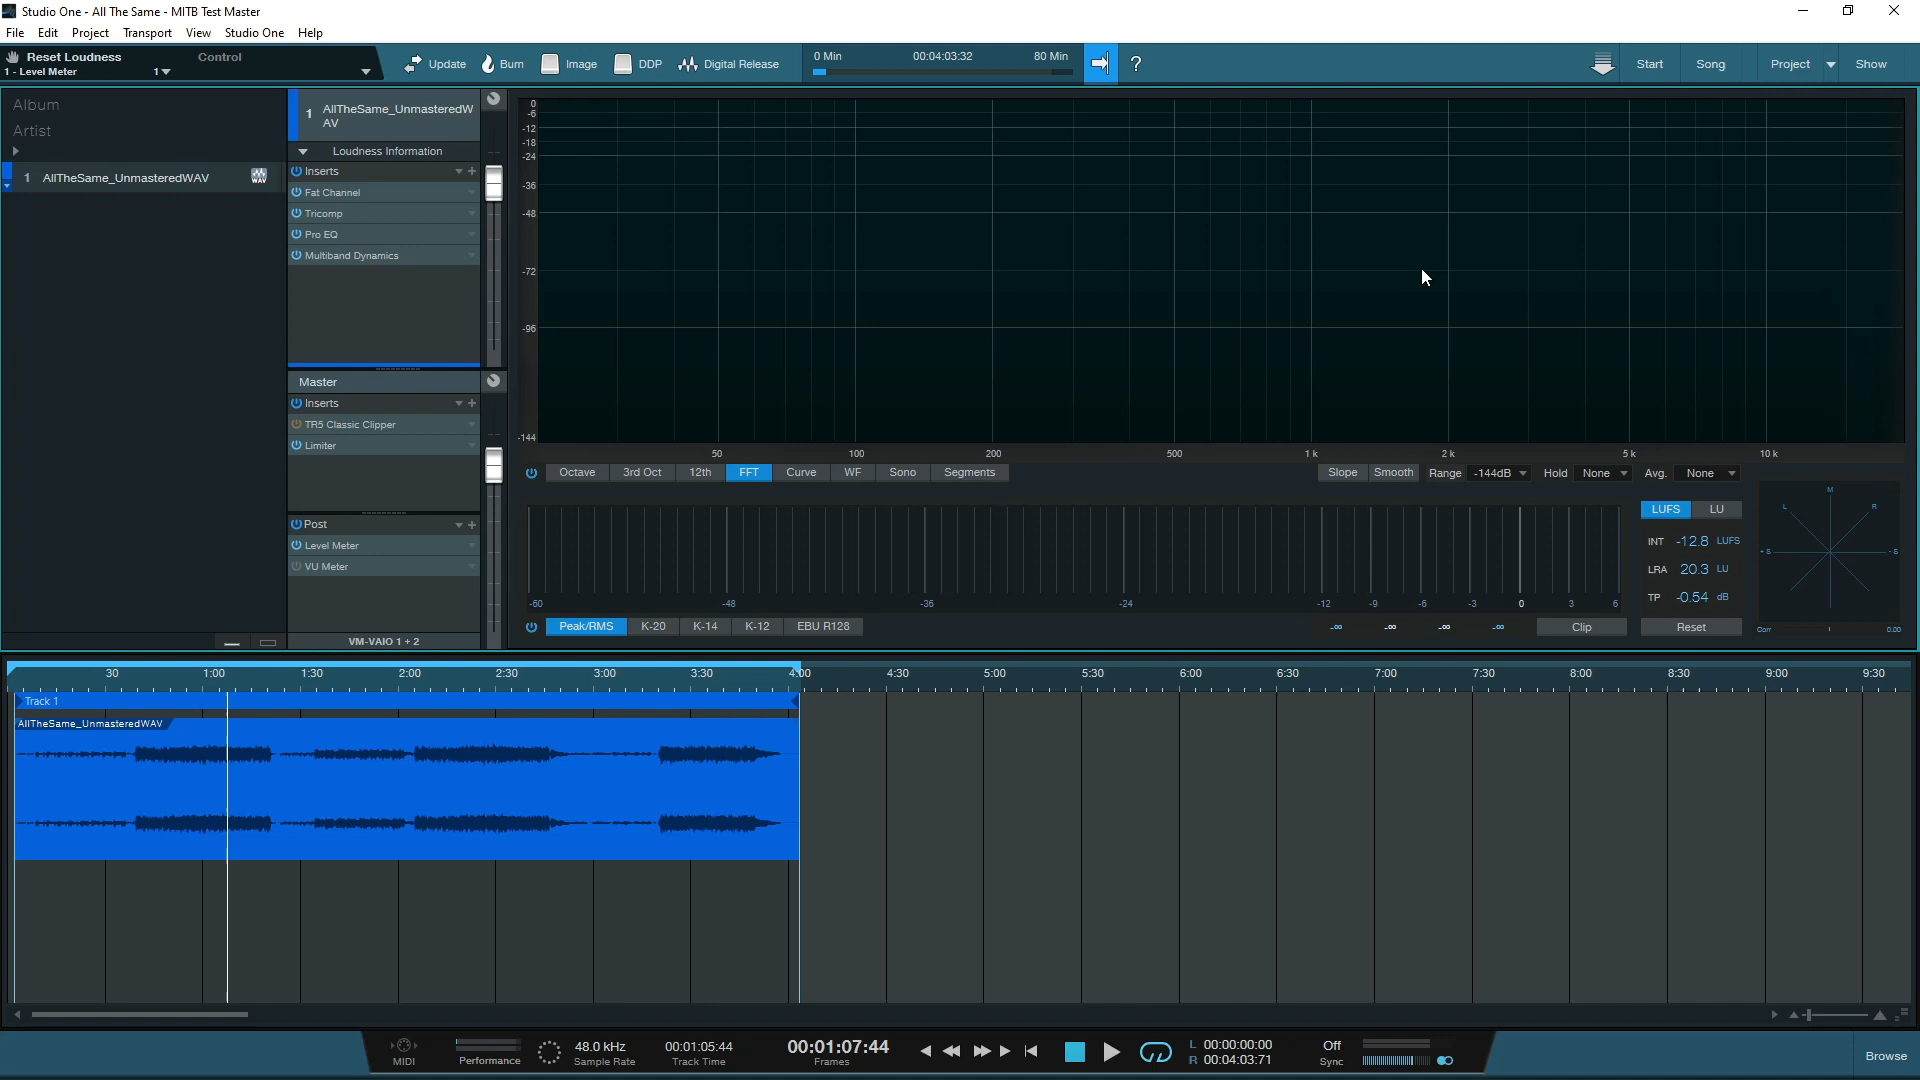 Studio One - All The Same - MITB Test Master
File Edit Project Transport View Studio One Help
Reset Loudness Control
1 - Level Meter 1
Update Burn Image DDP Digital Release
0 Min 00:04:03:32 80 Min
?
Start Song Project Show
Album
Artist
1 AllTheSame_UnmasteredWAV WAV
1 AllTheSame_UnmasteredW
AV
Loudness Information
Inserts
Fat Channel
Tricomp
Pro EQ
Multiband Dynamics
Master
Inserts
TR5 Classic Clipper
Limiter
Post
Level Meter
VU Meter
VM-VAIO 1 + 2
0
-6
-12
-18
-24
-36
-48
-72
-96
-144
50 100 200 500 1k 2k 5k 10k
Octave 3rd Oct 12th FFT Curve WF Sono Segments
Slope Smooth Range -144dB Hold None Avg. None
-60 -48 -36 -24 -12 -9 -6 -3 0 3 6
Peak/RMS K-20 K-14 K-12 EBU R128
-∞ -∞ -∞ -∞ Clip
LUFS LU
INT -12.8 LUFS
LRA 20.3 LU
TP -0.54 dB
Reset
M
L R
+S -S
Corr 0.00
30 1:00 1:30 2:00 2:30 3:00 3:30 4:00 4:30 5:00 5:30 6:00 6:30 7:00 7:30 8:00 8:30 9:00 9:30
Track 1
AllTheSame_UnmasteredWAV
MIDI
Performance
48.0 kHz
Sample Rate
00:01:05:44
Track Time
00:01:07:44
Frames
L 00:00:00:00
R 00:04:03:71
Off
Sync
Browse